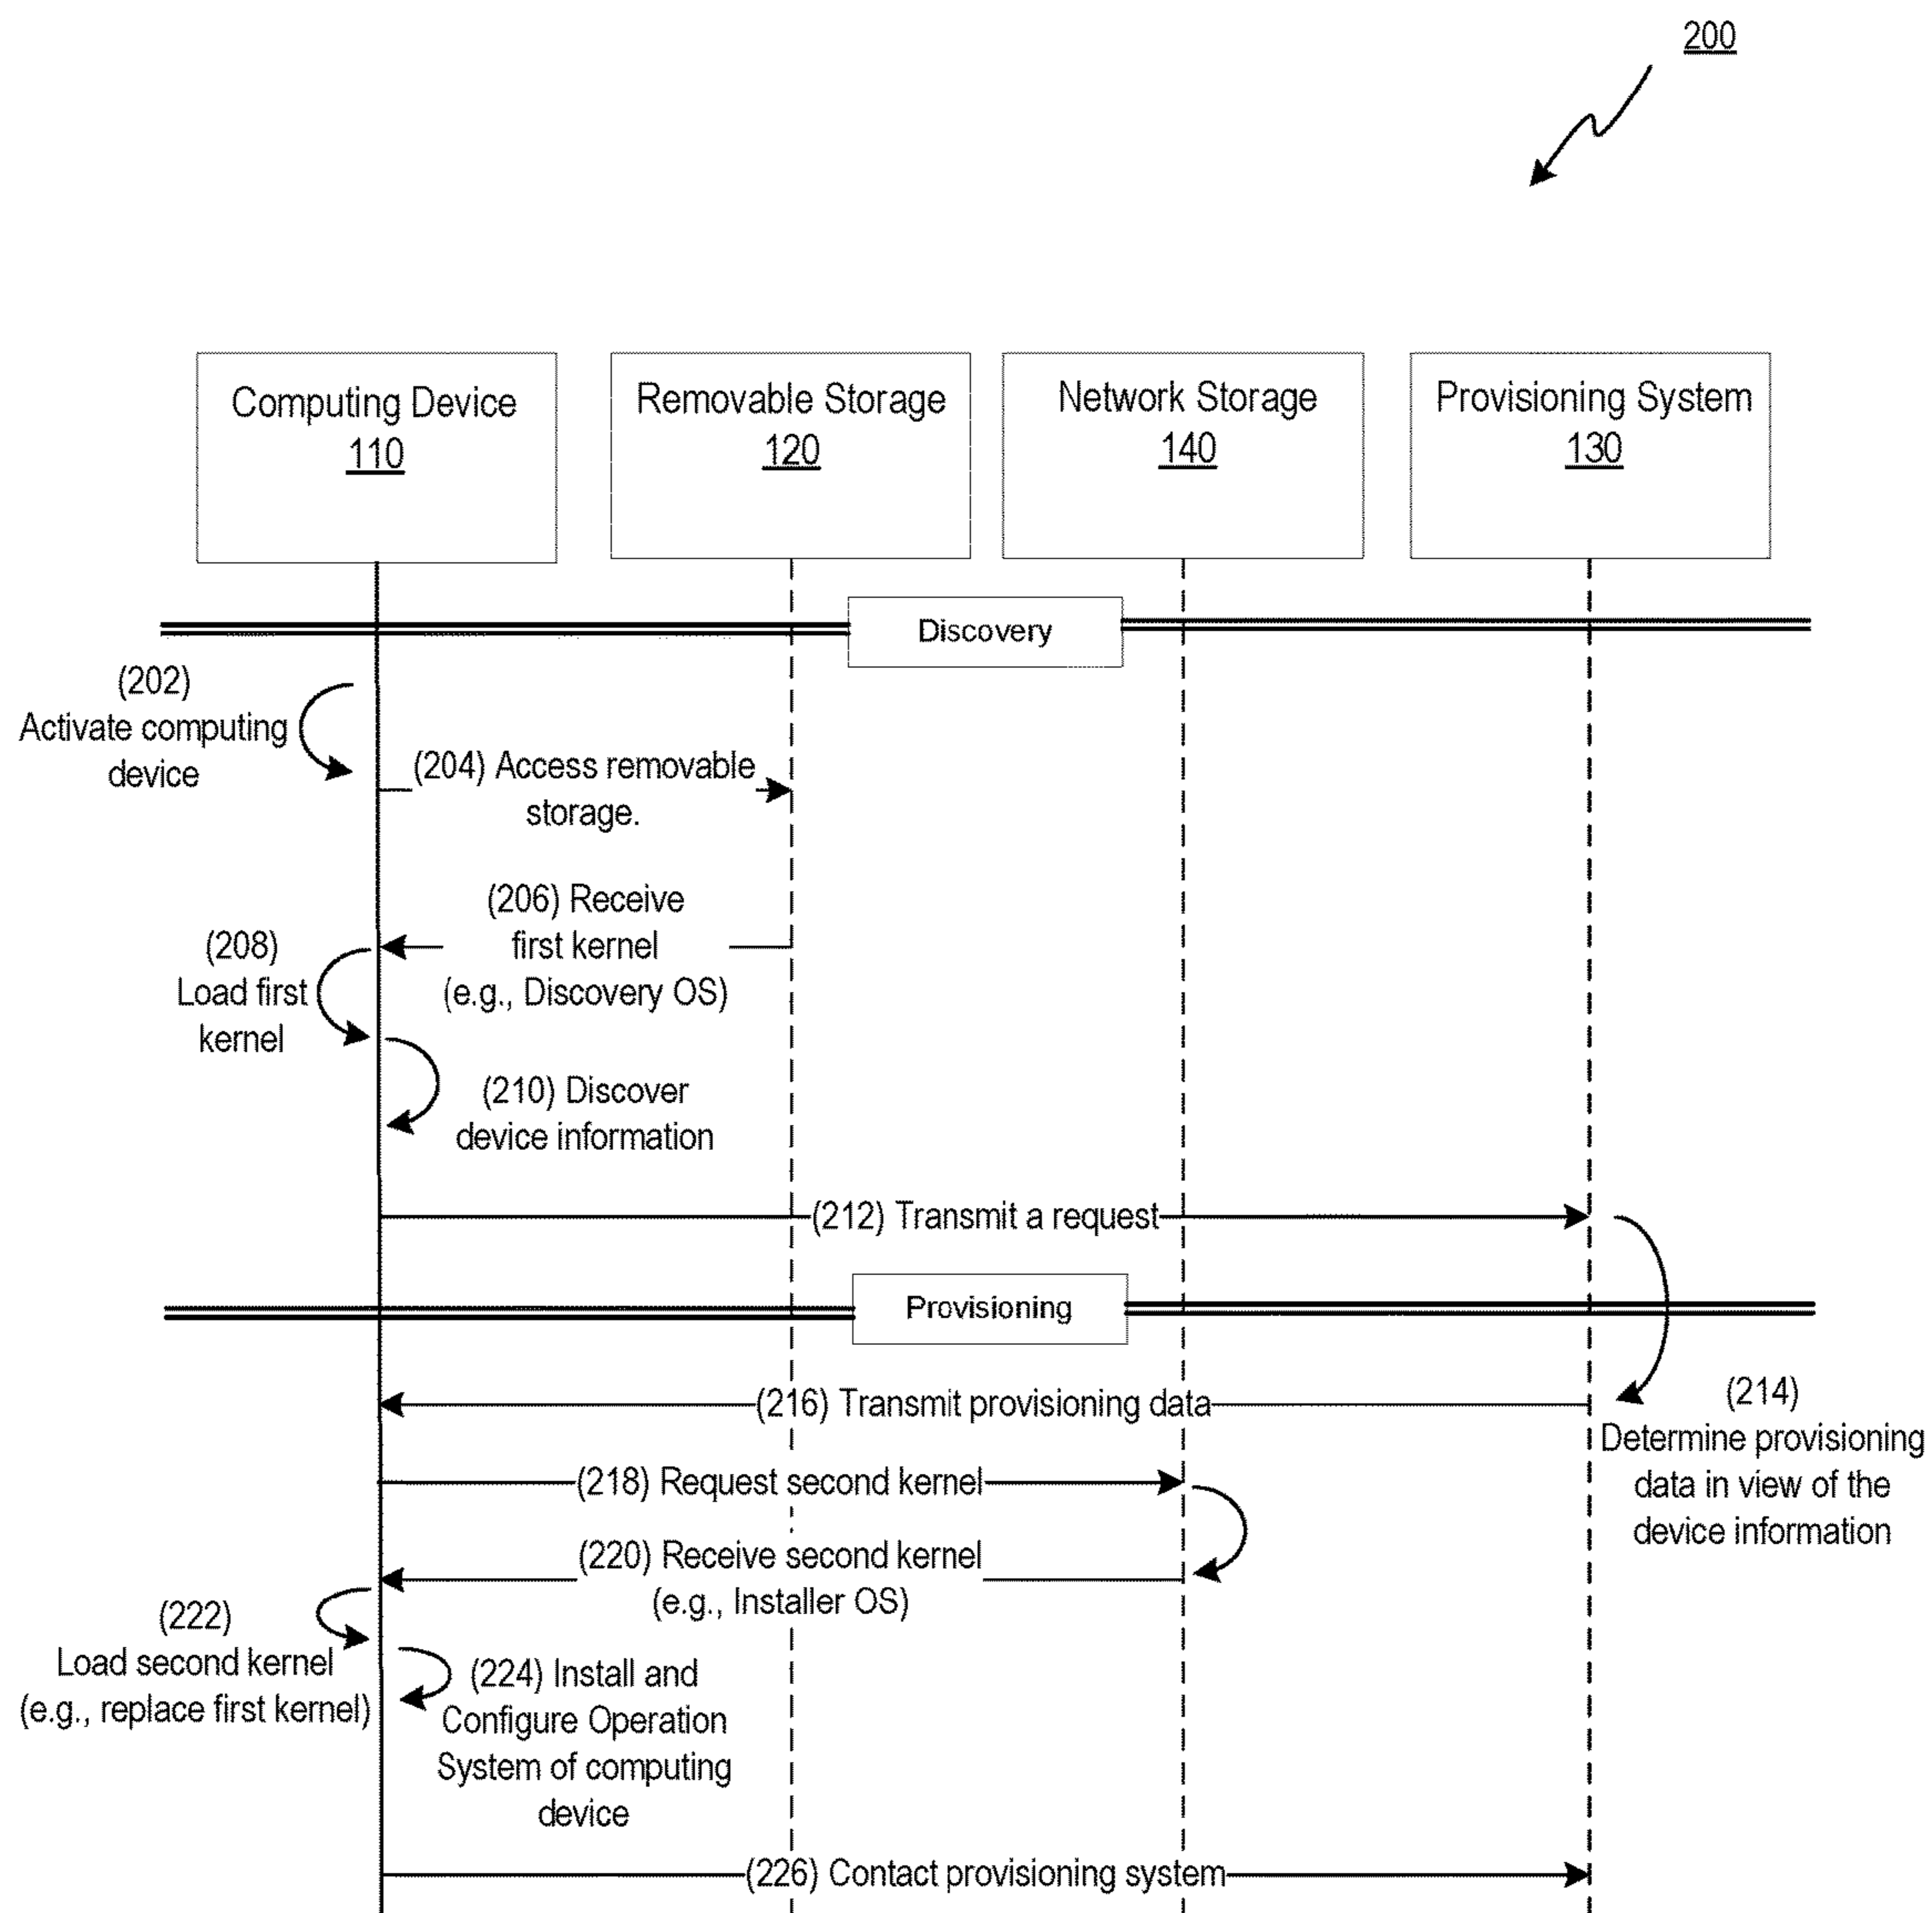 200
Computing Device
110
Removable Storage
120
Network Storage
140
Provisioning System
130
Discovery
(202)
Activate computing
device
(204) Access removable
storage.
(206) Receive
first kernel
(e.g., Discovery OS)
(208)
Load first
kernel
(210) Discover
device information
(212) Transmit a request
Provisioning
(214)
Determine provisioning
data in view of the
device information
(216) Transmit provisioning data
(218) Request second kernel
(220) Receive second kernel
(e.g., Installer OS)
(222)
Load second kernel
(e.g., replace first kernel)
(224) Install and
Configure Operation
System of computing
device
(226) Contact provisioning system